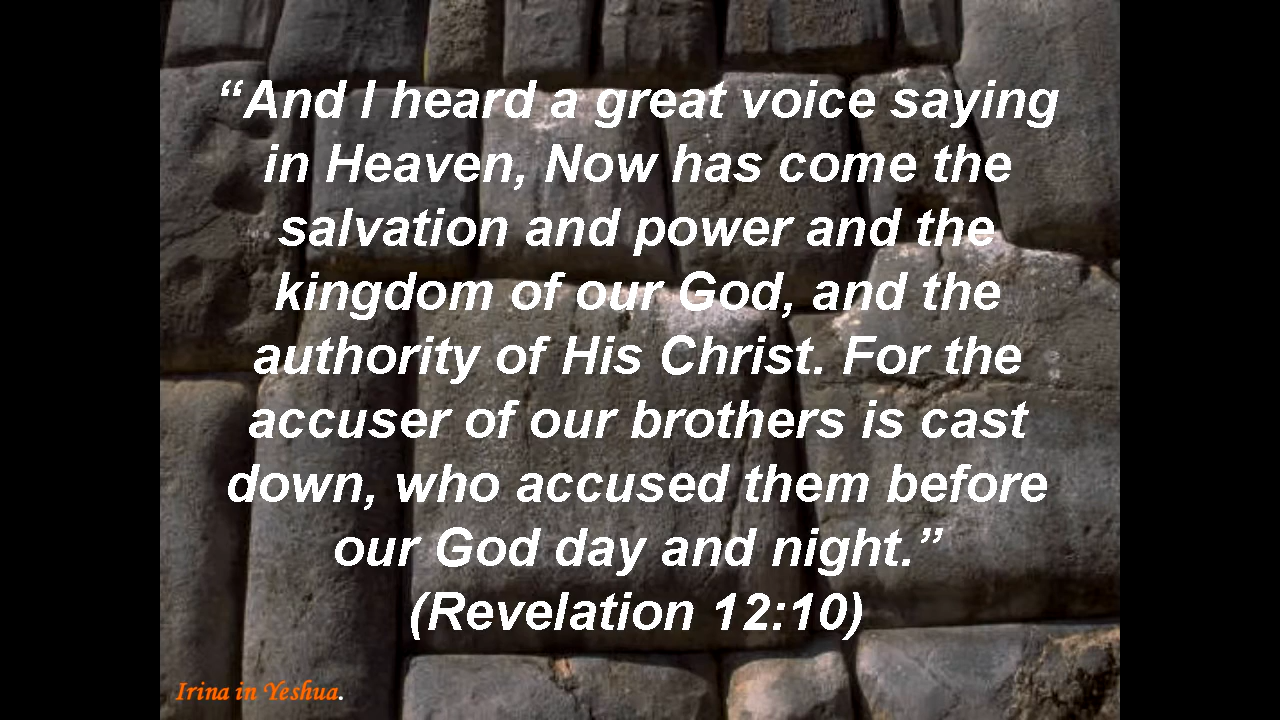 “And I heard a great voice saying
in Heaven, Now has come the
salvation and power and the
kingdom of our God, and the
authority of His Christ. For the
accuser of our brothers is cast
down, who accused them before
our God day and night.”
(Revelation 12:10)
Irina in Yeshua.